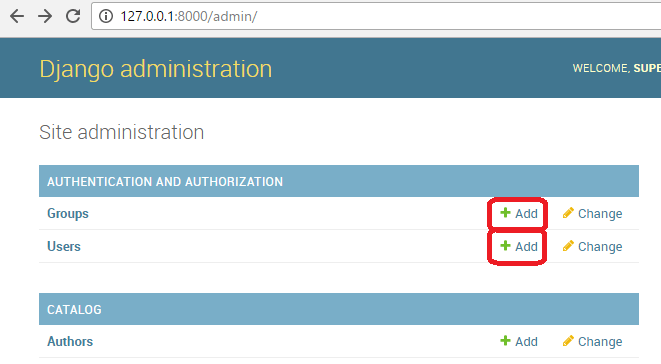 127.0.0.1:8000/admin/
Django administration
WELCOME, SUPE
Site administration
AUTHENTICATION AND AUTHORIZATION
Groups Add Change
Users Add Change
CATALOG
Authors Add Change